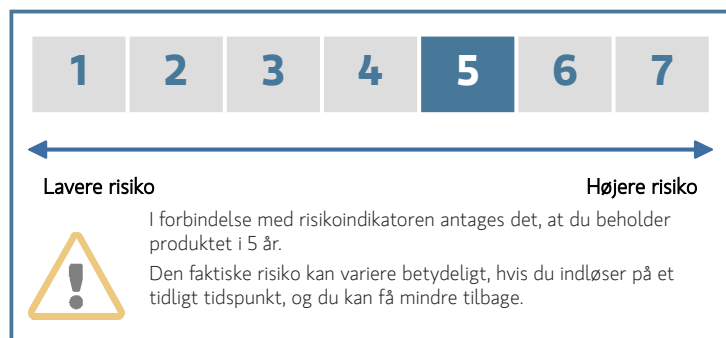 1 2 3 4 5 6 7
Lavere risiko Højere risiko
I forbindelse med risikoindikatoren antages det, at du beholder
produktet i 5 år.
Den faktiske risiko kan variere betydeligt, hvis du indløser på et
tidligt tidspunkt, og du kan få mindre tilbage.